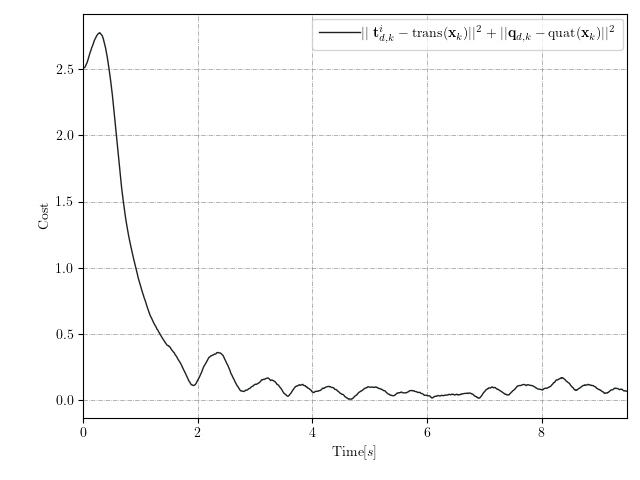 || t^i_{d,k} − trans(x_k)||² + ||q_{d,k} − quat(x_k)||²
2.5
2.0
1.5
1.0
0.5
0.0
Cost
0 2 4 6 8
Time[s]